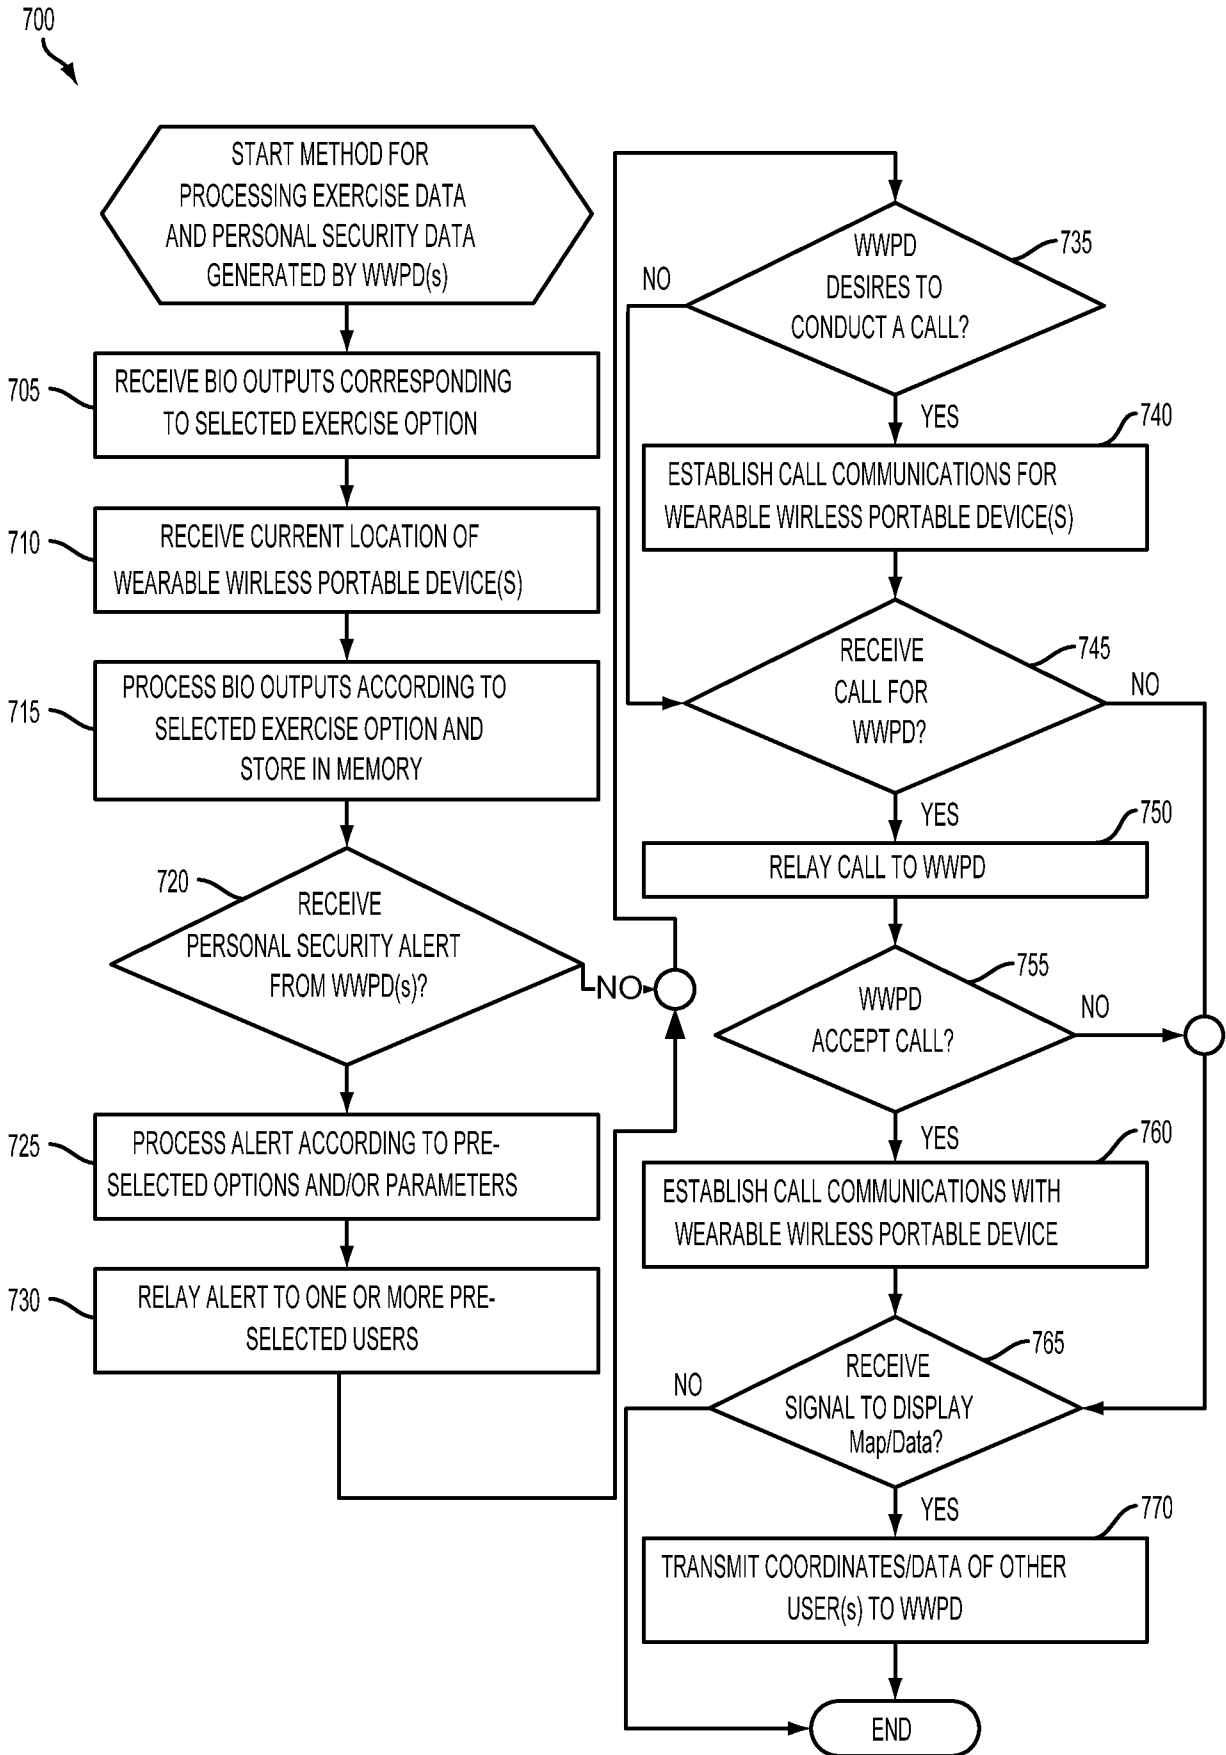 700
START METHOD FOR
PROCESSING EXERCISE DATA
AND PERSONAL SECURITY DATA
GENERATED BY WWPD(s)
705
RECEIVE BIO OUTPUTS CORRESPONDING
TO SELECTED EXERCISE OPTION
710
RECEIVE CURRENT LOCATION OF
WEARABLE WIRLESS PORTABLE DEVICE(S)
715
PROCESS BIO OUTPUTS ACCORDING TO
SELECTED EXERCISE OPTION AND
STORE IN MEMORY
720
RECEIVE
PERSONAL SECURITY ALERT
FROM WWPD(s)?
NO
725
PROCESS ALERT ACCORDING TO PRE-
SELECTED OPTIONS AND/OR PARAMETERS
730
RELAY ALERT TO ONE OR MORE PRE-
SELECTED USERS
735
WWPD
DESIRES TO
CONDUCT A CALL?
NO
YES
740
ESTABLISH CALL COMMUNICATIONS FOR
WEARABLE WIRLESS PORTABLE DEVICE(S)
745
RECEIVE
CALL FOR
WWPD?
NO
YES
750
RELAY CALL TO WWPD
755
WWPD
ACCEPT CALL?
NO
YES
760
ESTABLISH CALL COMMUNICATIONS WITH
WEARABLE WIRLESS PORTABLE DEVICE
765
RECEIVE
SIGNAL TO DISPLAY
Map/Data?
NO
YES
770
TRANSMIT COORDINATES/DATA OF OTHER
USER(s) TO WWPD
END